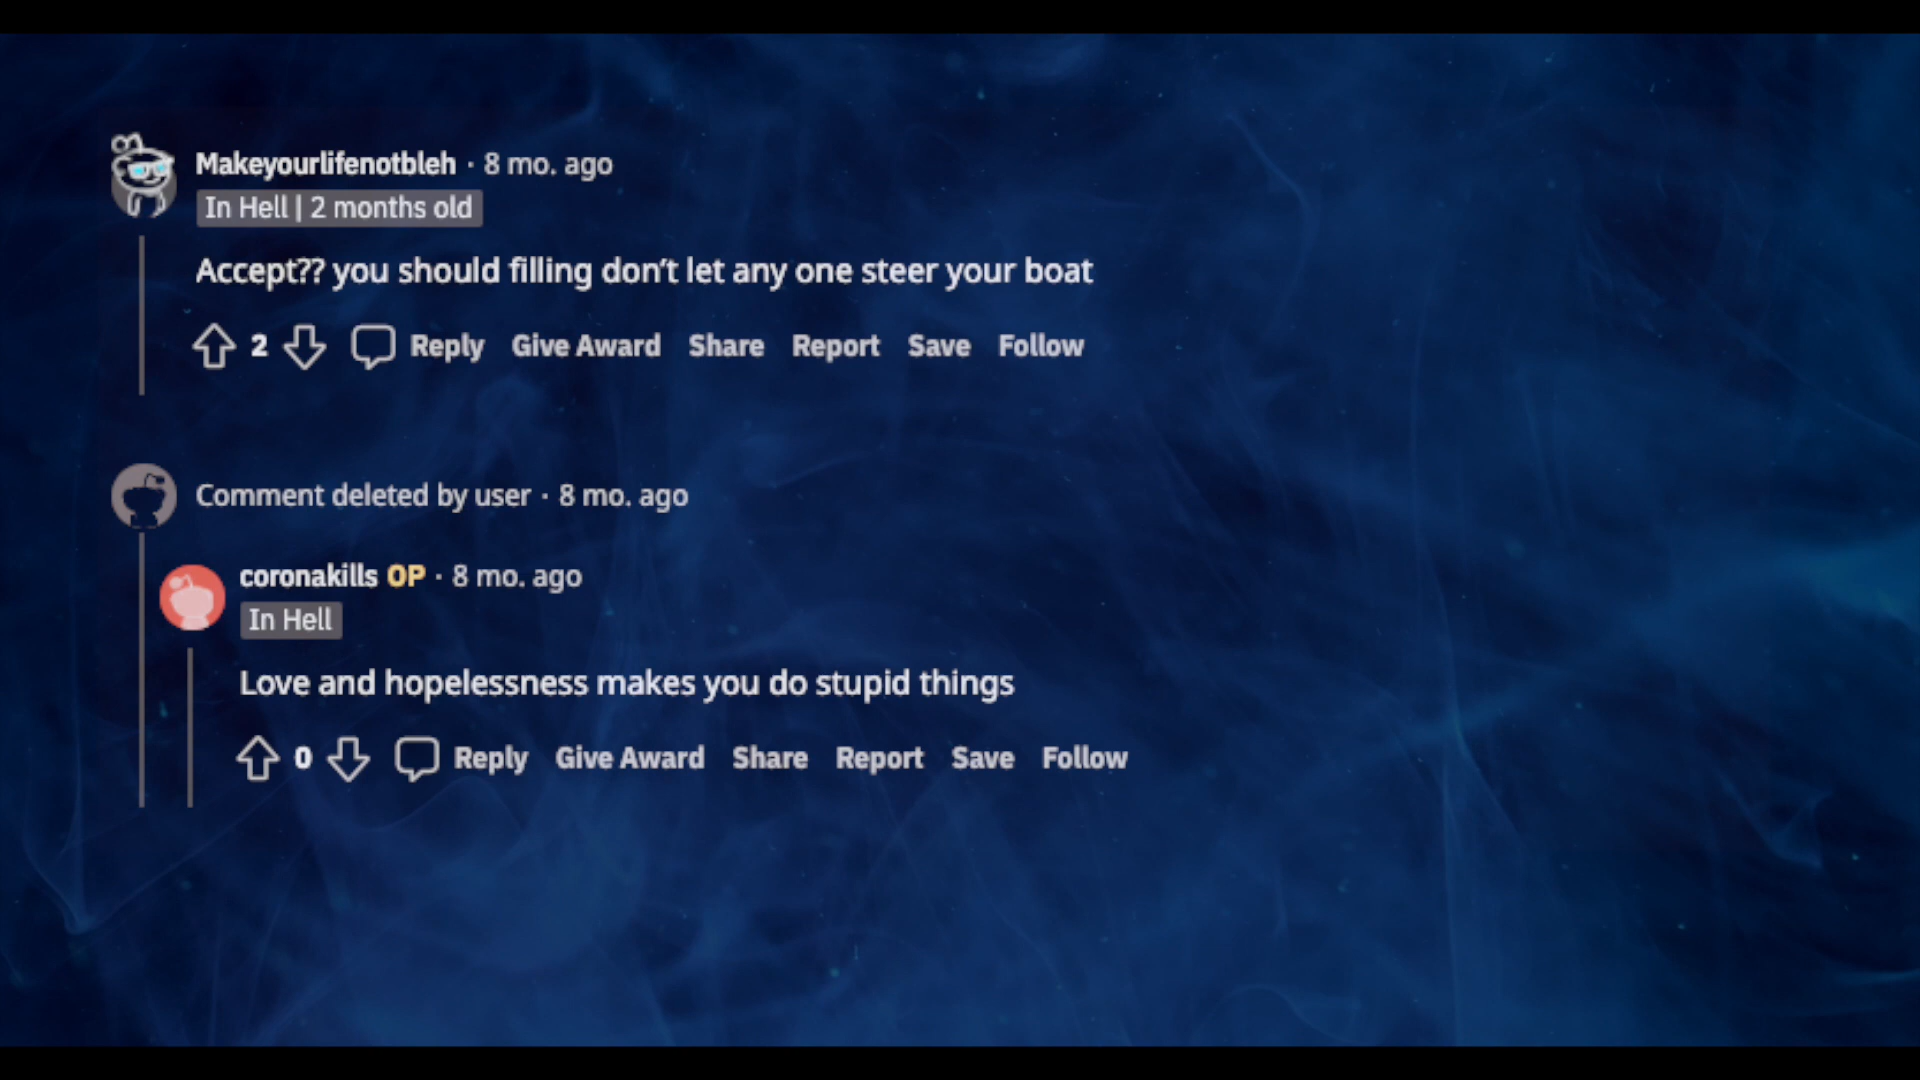 Makeyourlifenotbleh · 8 mo. ago
In Hell | 2 months old
Accept?? you should filling don't let any one steer your boat
2 Reply Give Award Share Report Save Follow
Comment deleted by user · 8 mo. ago
coronakills OP · 8 mo. ago
In Hell
Love and hopelessness makes you do stupid things
0 Reply Give Award Share Report Save Follow